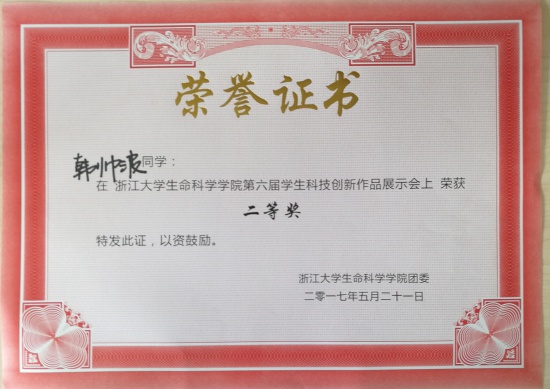 荣誉证书
韩帅波同学：
在 浙江大学生命科学学院第六届学生科技创新作品展示会上 荣获
二等奖
特发此证，以资鼓励。
浙江大学生命科学学院团委
二零一七年五月二十一日